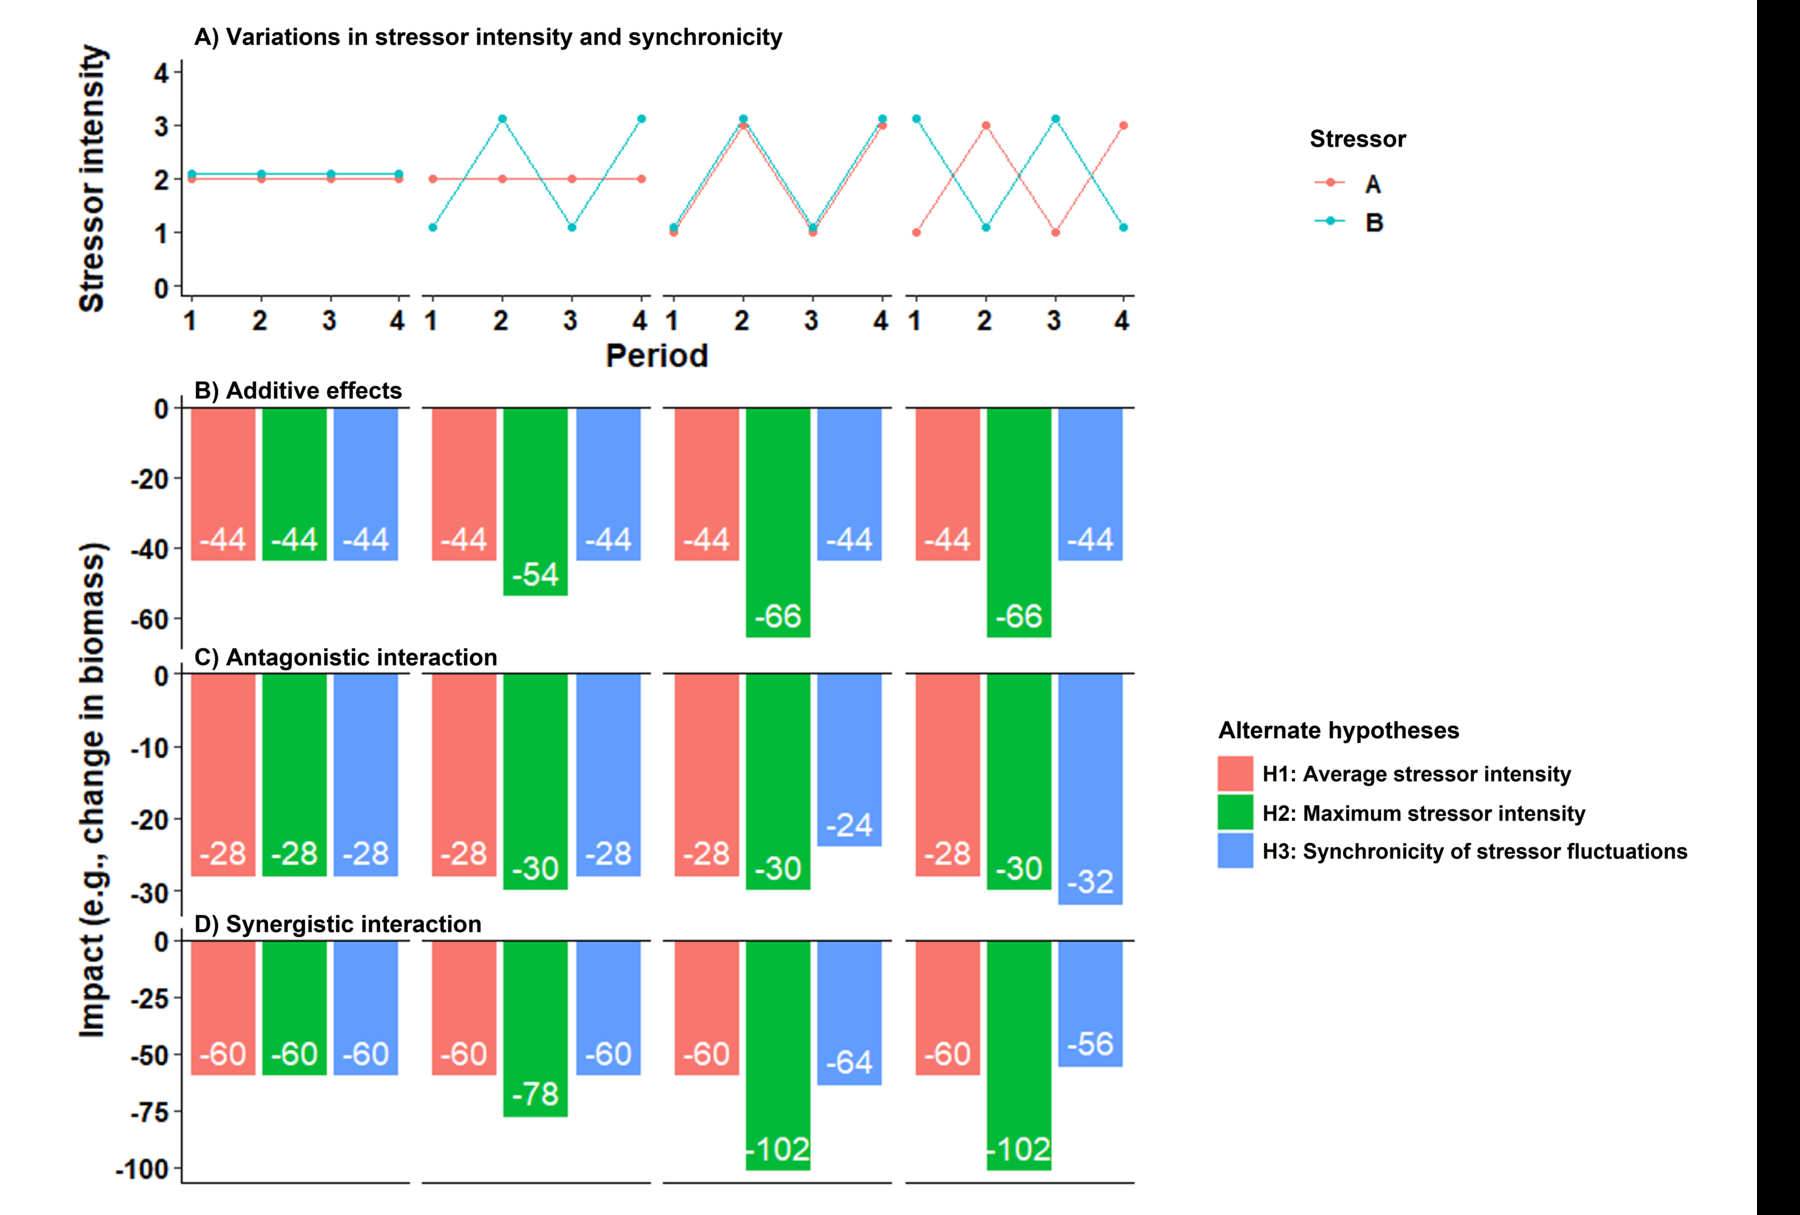 A) Variations in stressor intensity and synchronicity
Stressor intensity
4
3
2
1
0
1 2 3 4 1 2 3 4 1 2 3 4 1 2 3 4
Period
Stressor
A
B
B) Additive effects
Impact (e.g., change in biomass)
0
-20
-40
-60
-44 -44 -44 -44 -54 -44 -44 -66 -44 -44 -66 -44
C) Antagonistic interaction
0
-10
-20
-30
-28 -28 -28 -28 -30 -28 -28 -30 -24 -28 -30 -32
Alternate hypotheses
H1: Average stressor intensity
H2: Maximum stressor intensity
H3: Synchronicity of stressor fluctuations
D) Synergistic interaction
0
-25
-50
-75
-100
-60 -60 -60 -60 -78 -60 -60 -102 -64 -60 -102 -56